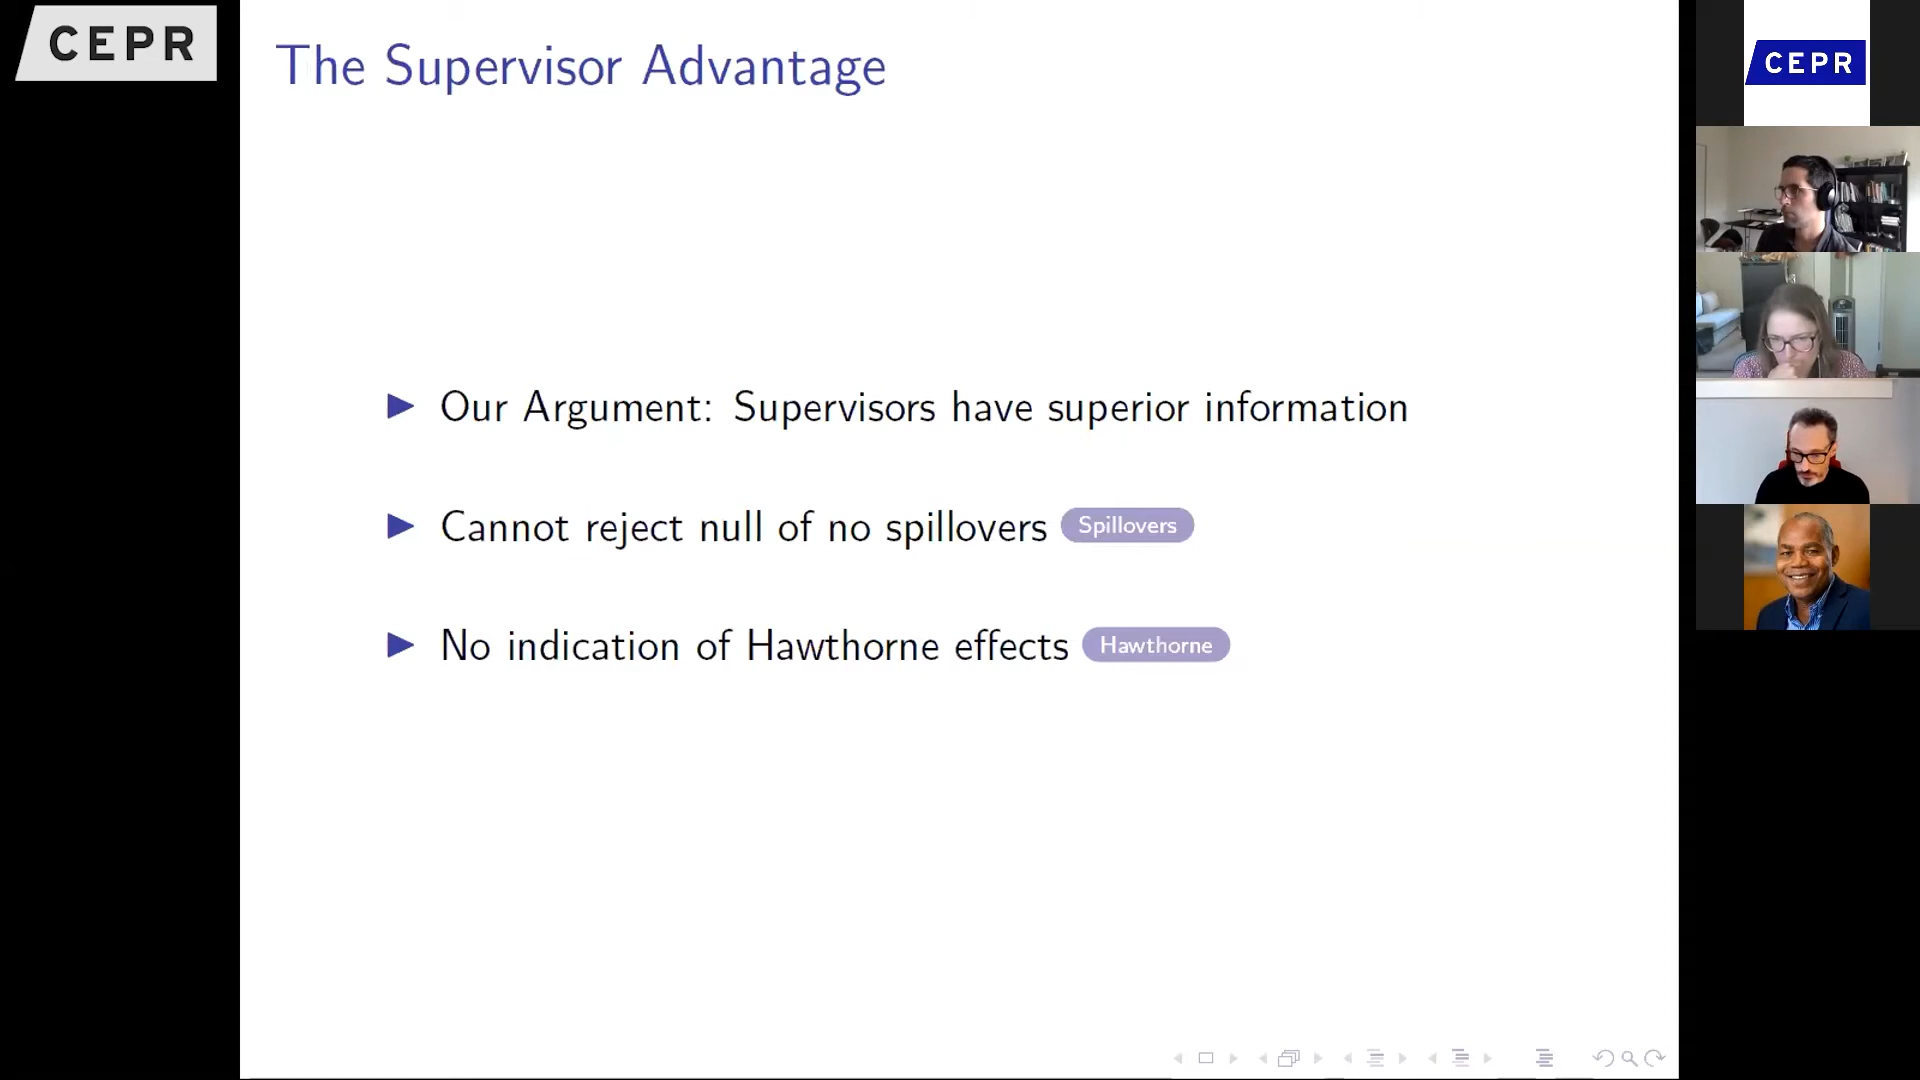 CEPR
The Supervisor Advantage
CEPR
Our Argument: Supervisors have superior information
Cannot reject null of no spillovers Spillovers
No indication of Hawthorne effects Hawthorne